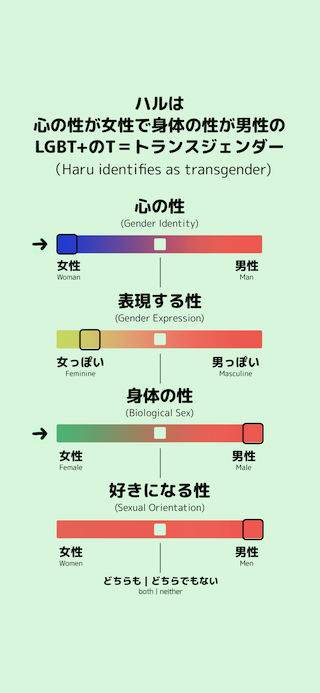 ハルは
心の性が女性で身体の性が男性の
LGBT+のT＝トランスジェンダー
（Haru identifies as transgender）
心の性
(Gender Identity)
女性 男性
Woman Man
表現する性
(Gender Expression)
女っぽい 男っぽい
Feminine Masculine
身体の性
(Biological Sex)
女性 男性
Female Male
好きになる性
(Sexual Orientation)
女性 男性
Women Men
どちらも | どちらでもない
both | neither